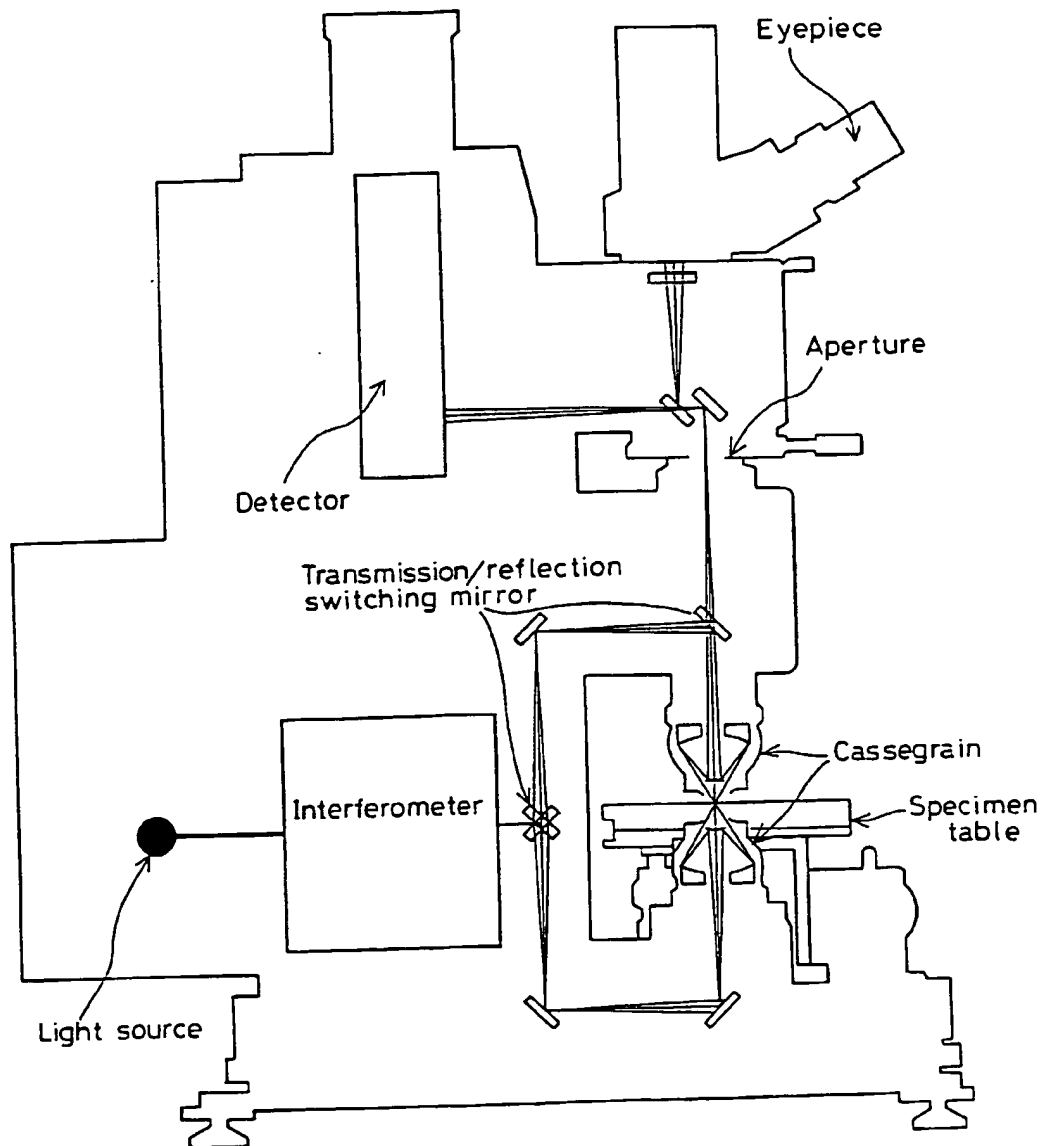 Eyepiece
Aperture
Detector
Transmission/reflection
switching mirror
Interferometer
Cassegrain
Specimen
table
Light source